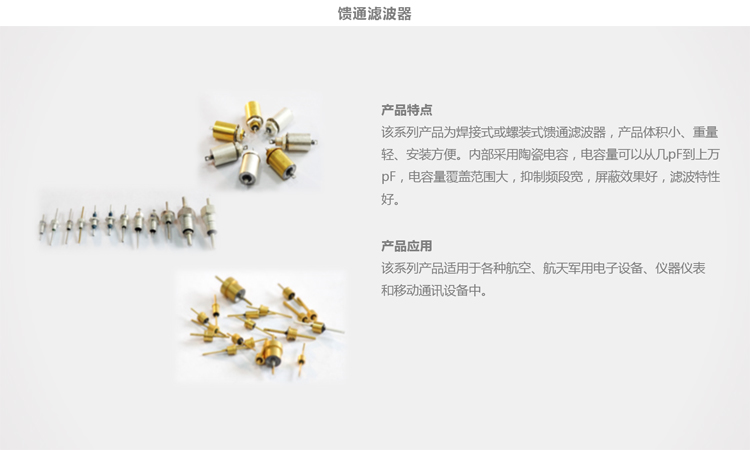 馈通滤波器
产品特点
该系列产品为焊接式或螺装式馈通滤波器，产品体积小、重量
轻、安装方便。内部采用陶瓷电容，电容量可以从几pF到上万
pF，电容量覆盖范围大，抑制频段宽，屏蔽效果好，滤波特性
好。
产品应用
该系列产品适用于各种航空、航天军用电子设备、仪器仪表
和移动通讯设备中。